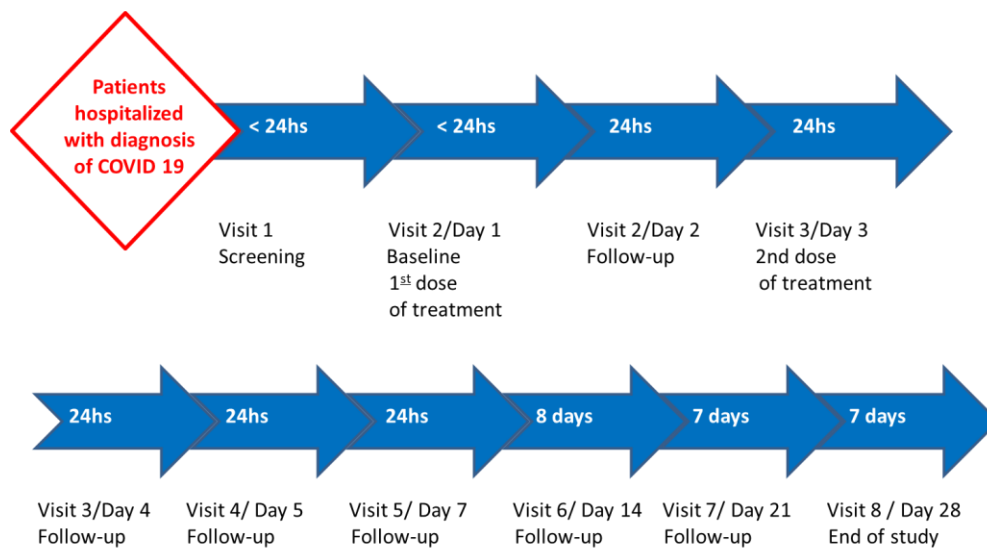 Patients
hospitalized
with diagnosis
of COVID 19
< 24hs
< 24hs
24hs
24hs
Visit 1
Screening
Visit 2/Day 1
Baseline
1st dose
of treatment
Visit 2/Day 2
Follow-up
Visit 3/Day 3
2nd dose
of treatment
24hs
24hs
24hs
8 days
7 days
7 days
Visit 3/Day 4
Follow-up
Visit 4/ Day 5
Follow-up
Visit 5/ Day 7
Follow-up
Visit 6/ Day 14
Follow-up
Visit 7/ Day 21
Follow-up
Visit 8 / Day 28
End of study